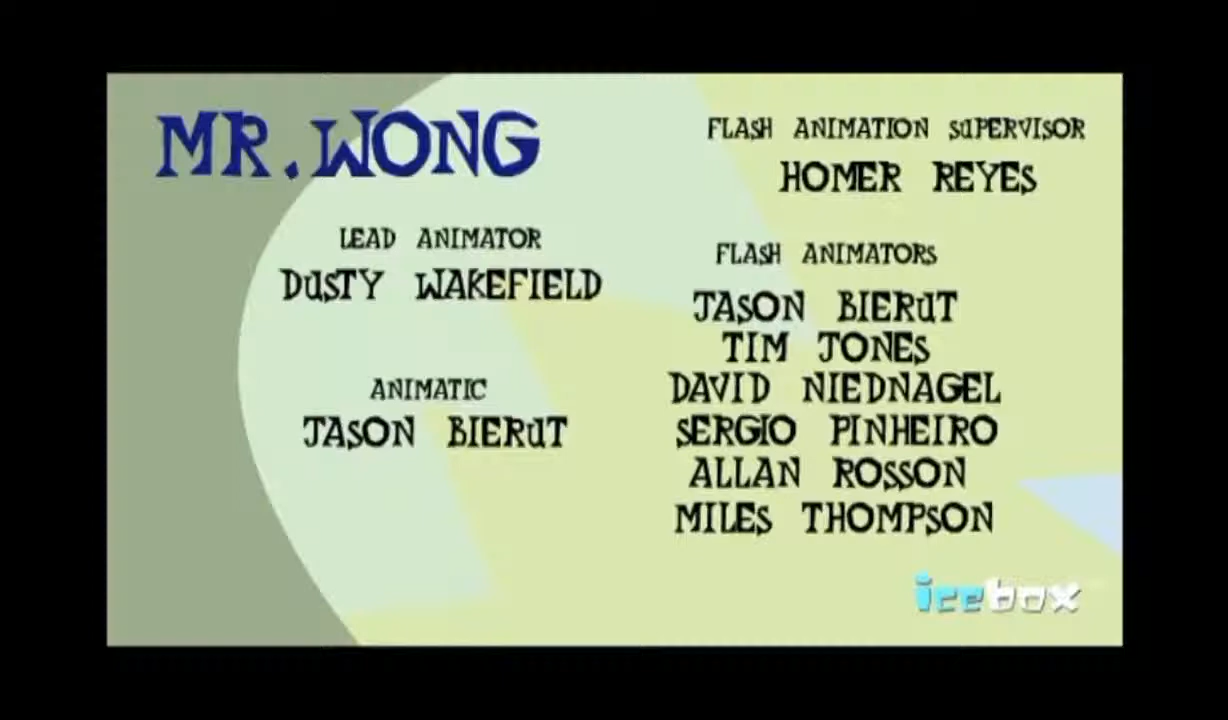 MR. WONG
LEAD ANIMATOR
DUSTY WAKEFIELD
ANIMATIC
JASON BIERUT
FLASH ANIMATION SUPERVISOR
HOMER REYES
FLASH ANIMATORS
JASON BIERUT
TIM JONES
DAVID NIEDNAGEL
SERGIO PINHEIRO
ALLAN ROSSON
MILES THOMPSON
icebox